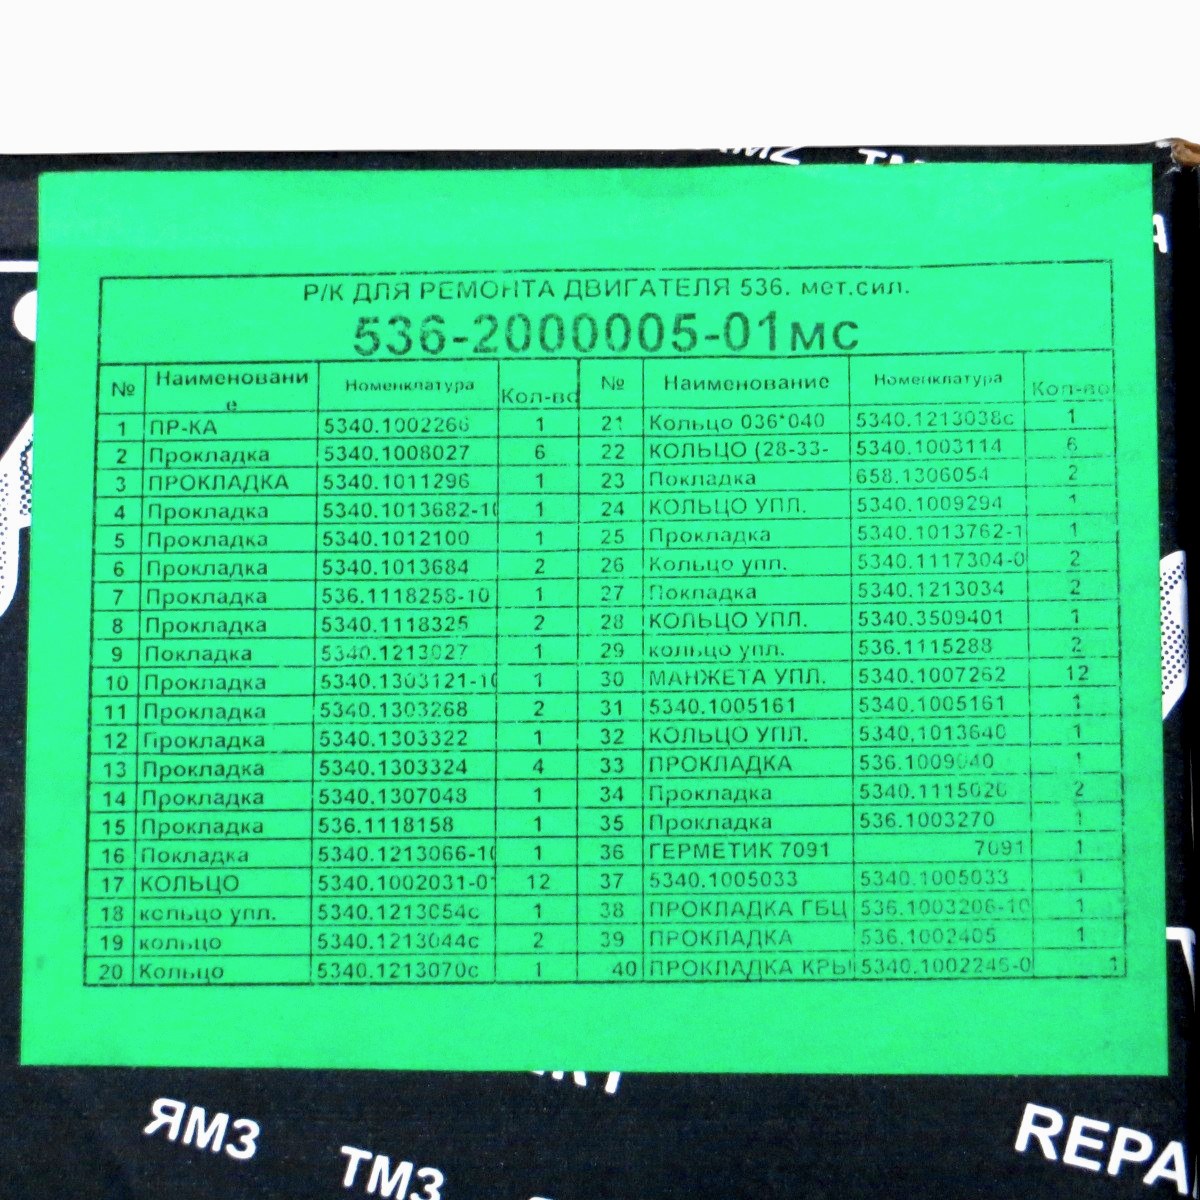 Р/К ДЛЯ РЕМОНТА ДВИГАТЕЛЯ 536. мет.сил.
536-2000005-01мс
№ Наименование Номенклатура Кол-во № Наименование Номенклатура Кол-во
1 ПР-КА 5340.1002266 1 21 Кольцо 036*040 5340.1213038с 1
2 Прокладка 5340.1008027 6 22 КОЛЬЦО (28-33- 5340.1003114 6
3 ПРОКЛАДКА 5340.1011296 1 23 Покладка 658.1306054 2
4 Прокладка 5340.1013682-10 1 24 КОЛЬЦО УПЛ. 5340.1009294 1
5 Прокладка 5340.1012100 1 25 Прокладка 5340.1013762-1 1
6 Прокладка 5340.1013684 2 26 Кольцо упл. 5340.1117304-0 2
7 Прокладка 536.1118258-10 1 27 Покладка 5340.1213034 2
8 Прокладка 5340.1118325 2 28 КОЛЬЦО УПЛ. 5340.3509401 1
9 Покладка 5340.1213027 1 29 кольцо упл. 536.1115288 2
10 Прокладка 5340.1303121-10 1 30 МАНЖЕТА УПЛ. 5340.1007262 12
11 Прокладка 5340.1303268 2 31 5340.1005161 5340.1005161 1
12 Прокладка 5340.1303322 1 32 КОЛЬЦО УПЛ. 5340.1013640 1
13 Прокладка 5340.1303324 4 33 ПРОКЛАДКА 1
14 Прокладка 5340.1307048 1 34 Прокладка 5340.1115026 2
15 Прокладка 536.1118158 1 35 Прокладка 536.1003270 1
16 Покладка 5340.1213066-10 1 36 ГЕРМЕТИК 7091 7091 1
17 КОЛЬЦО 5340.1002031-0 12 37 5340.1005033 5340.1005033 1
18 кольцо упл. 5340.1213054с 1 38 ПРОКЛАДКА ГБЦ 536.1003206-10 1
19 кольцо 5340.1213044с 2 39 ПРОКЛАДКА 536.1002405 1
20 Кольцо 5340.1213070с 1 40 ПРОКЛАДКА КРЫ 5340.1002245-0 1
ЯМЗ
ТМЗ
REPA